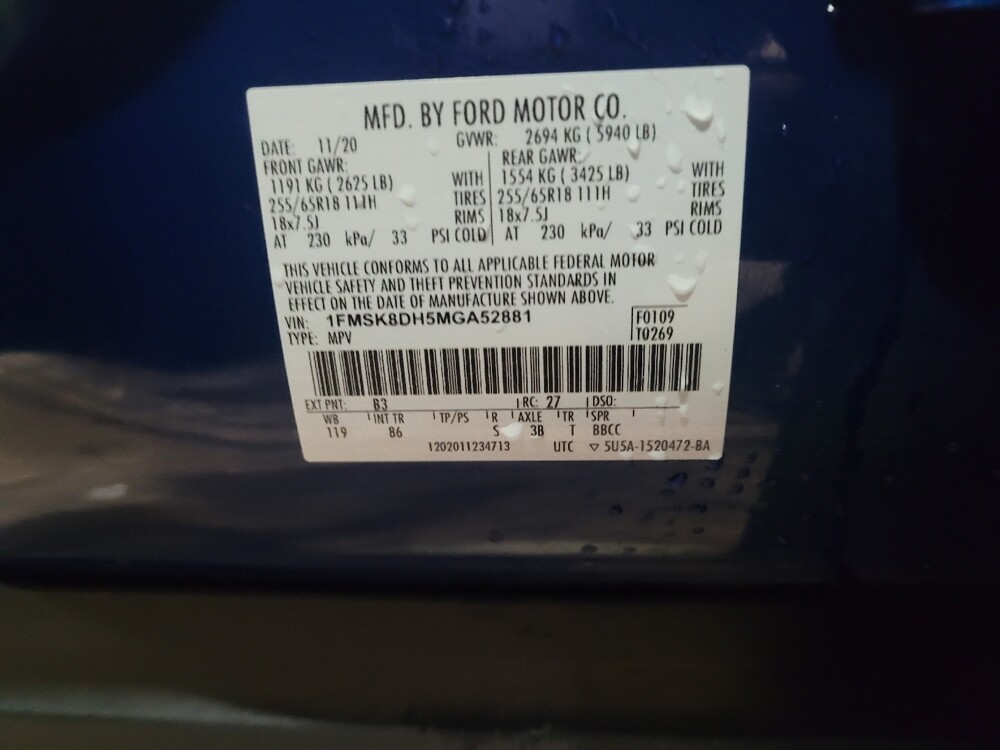 MFD. BY FORD MOTOR CO.
DATE: 11/20 GVWR: 2694 KG ( 5940 LB)
FRONT GAWR: REAR GAWR:
1191 KG ( 2625 LB) WITH 1554 KG ( 3425 LB) WITH
255/65R18 111H TIRES 255/65R18 111H TIRES
18x7.5J RIMS 18x7.5J RIMS
AT 230 kPa/ 33 PSI COLD AT 230 kPa/ 33 PSI COLD
THIS VEHICLE CONFORMS TO ALL APPLICABLE FEDERAL MOTOR
VEHICLE SAFETY AND THEFT PREVENTION STANDARDS IN
EFFECT ON THE DATE OF MANUFACTURE SHOWN ABOVE.
VIN: 1FMSK8DH5MGA52881 F0109
TYPE: MPV T0269
EXT PNT: B3 RC: 27 DSO:
WB INT TR TP/PS R AXLE TR SPR
119 86 S 3B T BBCC
1202011234713 UTC ▽ 5U5A-1520472-BA